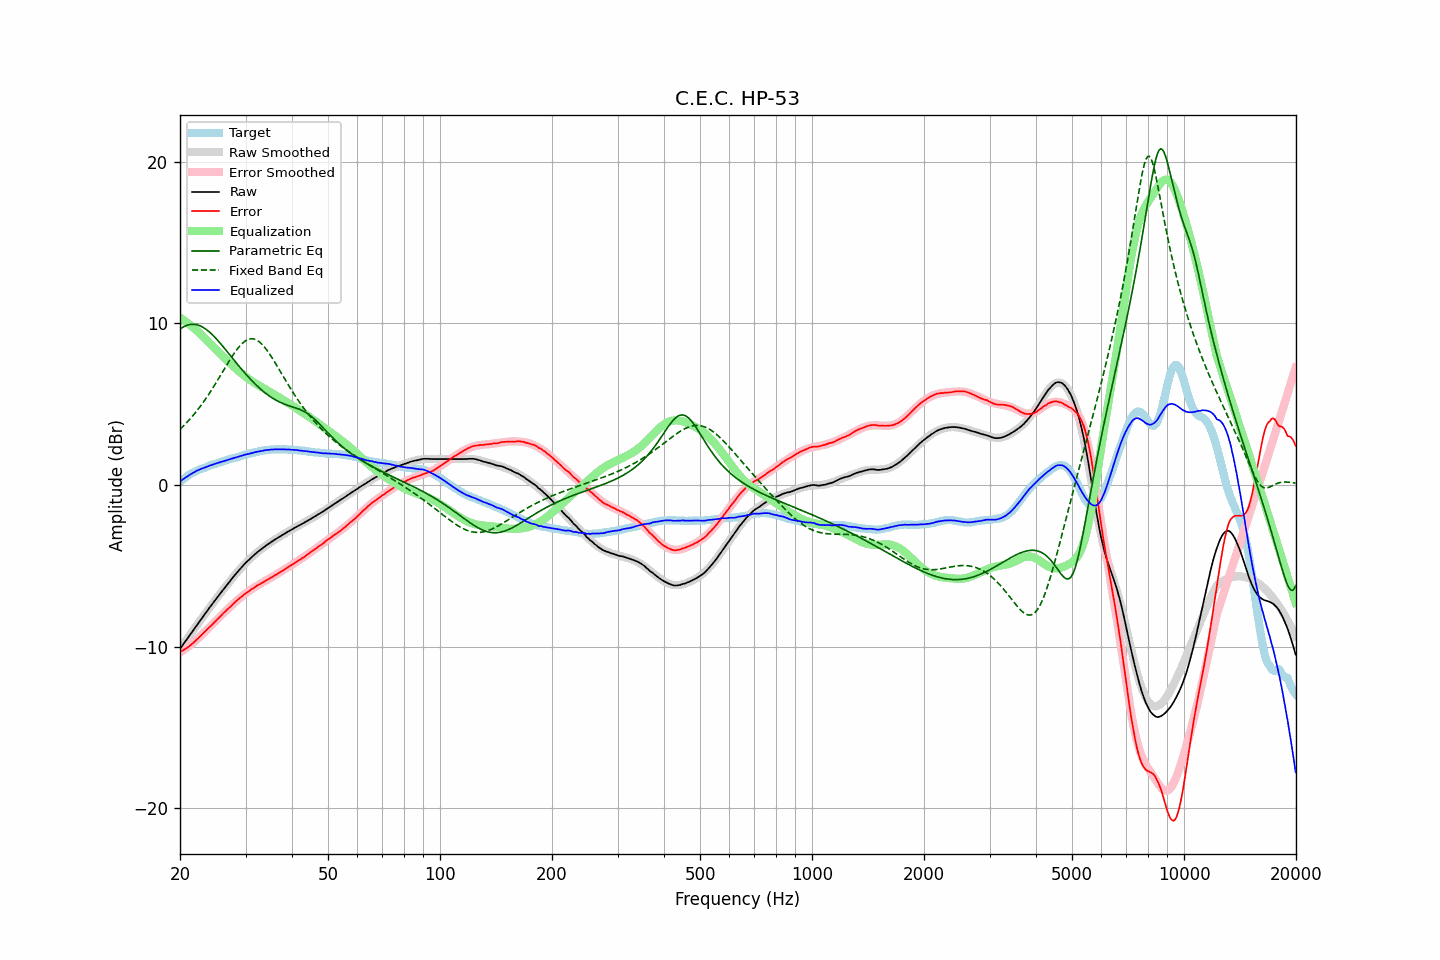 C.E.C. HP-53
Target
Raw Smoothed
Error Smoothed
Raw
Error
Equalization
Parametric Eq
Fixed Band Eq
Equalized
Amplitude (dBr)
20
10
0
−10
−20
20 50 100 200 500 1000 2000 5000 10000 20000
Frequency (Hz)